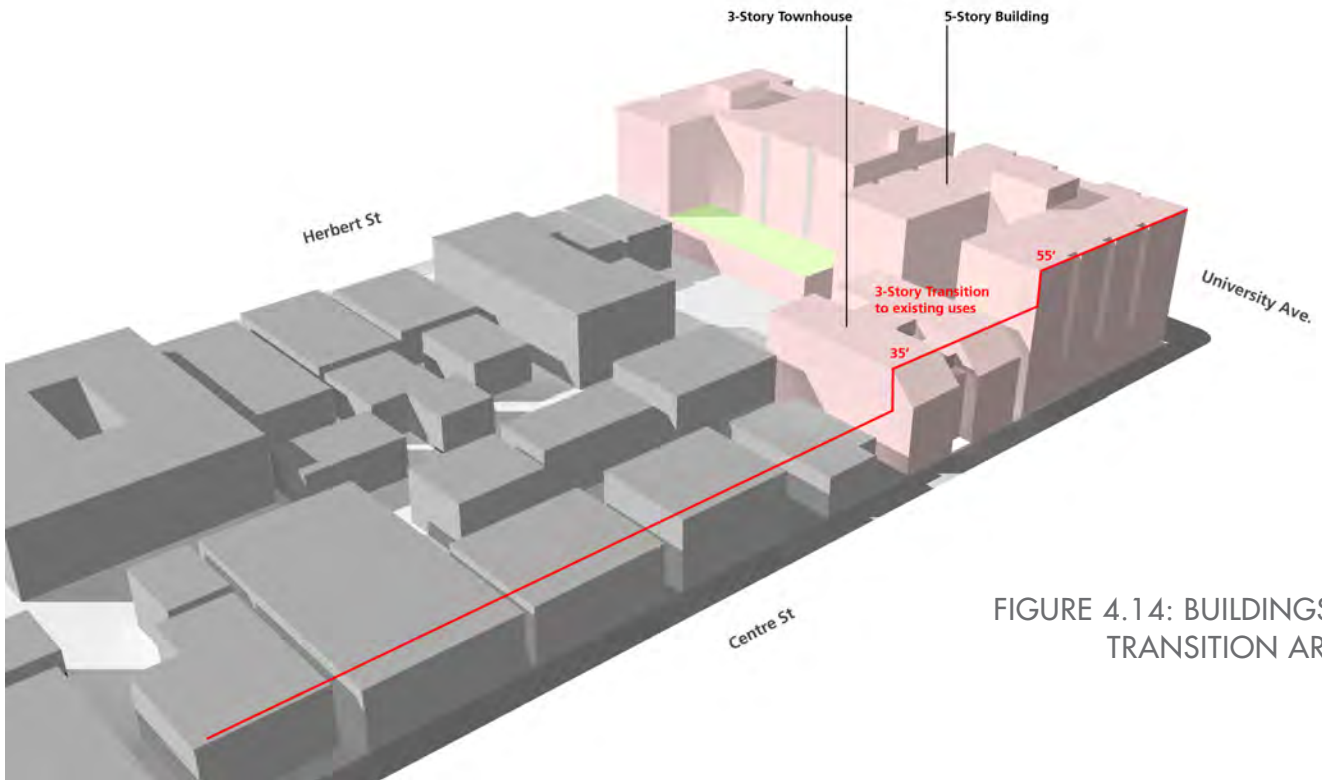 3-Story Townhouse
5-Story Building
Herbert St
University Ave.
55'
3-Story Transition
to existing uses
35'
Centre St
FIGURE 4.14: BUILDINGS
TRANSITION AR